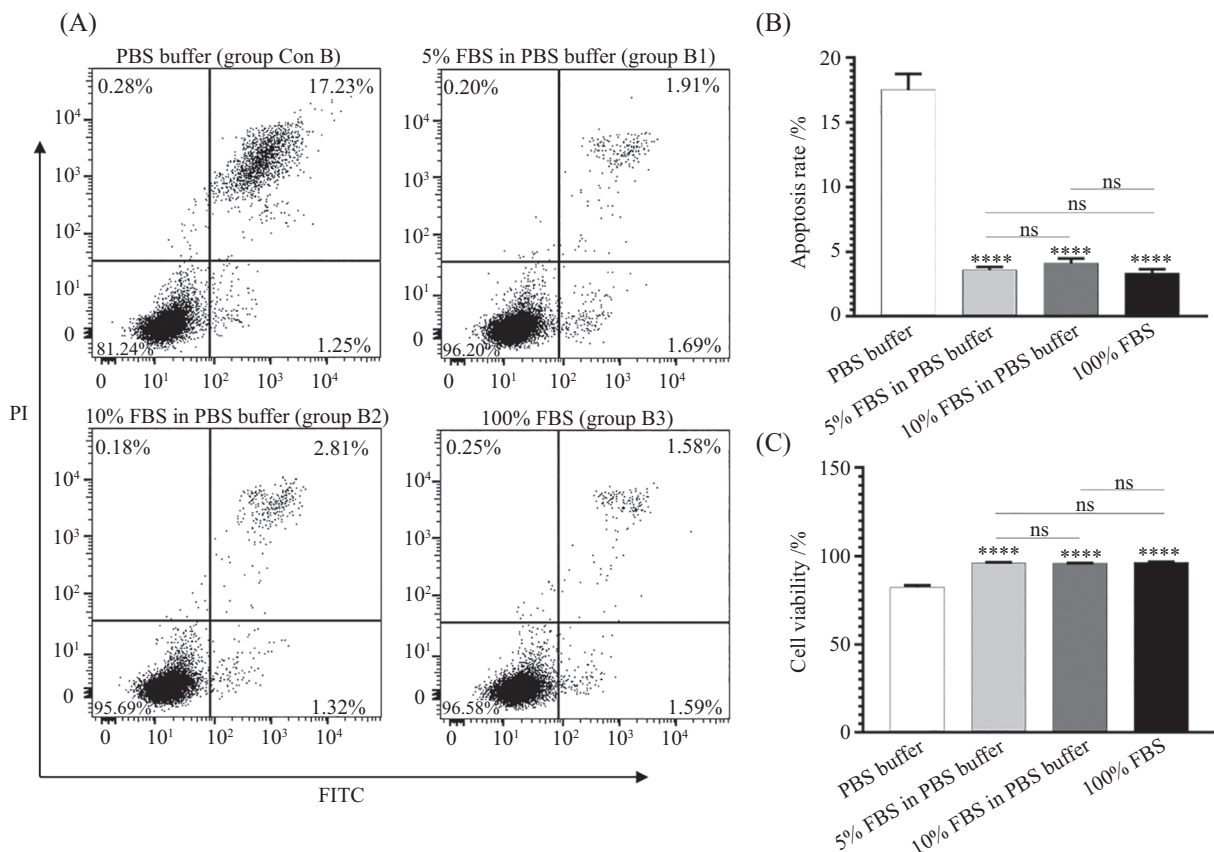 (A)
PBS buffer (group Con B)
0.28%
17.23%
10⁴
10³
10²
10¹
0
81.24%
1.25%
0 10¹ 10² 10³ 10⁴
5% FBS in PBS buffer (group B1)
0.20%
1.91%
10⁴
10³
10²
10¹
0
96.20%
1.69%
0 10¹ 10² 10³ 10⁴
PI
10% FBS in PBS buffer (group B2)
0.18%
2.81%
10⁴
10³
10²
10¹
0
95.69%
1.32%
0 10¹ 10² 10³ 10⁴
100% FBS (group B3)
0.25%
1.58%
10⁴
10³
10²
10¹
0
96.58%
1.59%
0 10¹ 10² 10³ 10⁴
FITC
(B)
Apoptosis rate /%
20
15
10
5
0
ns
ns
ns
**** **** ****
PBS buffer
5% FBS in PBS buffer
10% FBS in PBS buffer
100% FBS
(C)
Cell viability /%
150
100
50
0
ns
ns
ns
**** **** ****
PBS buffer
5% FBS in PBS buffer
10% FBS in PBS buffer
100% FBS